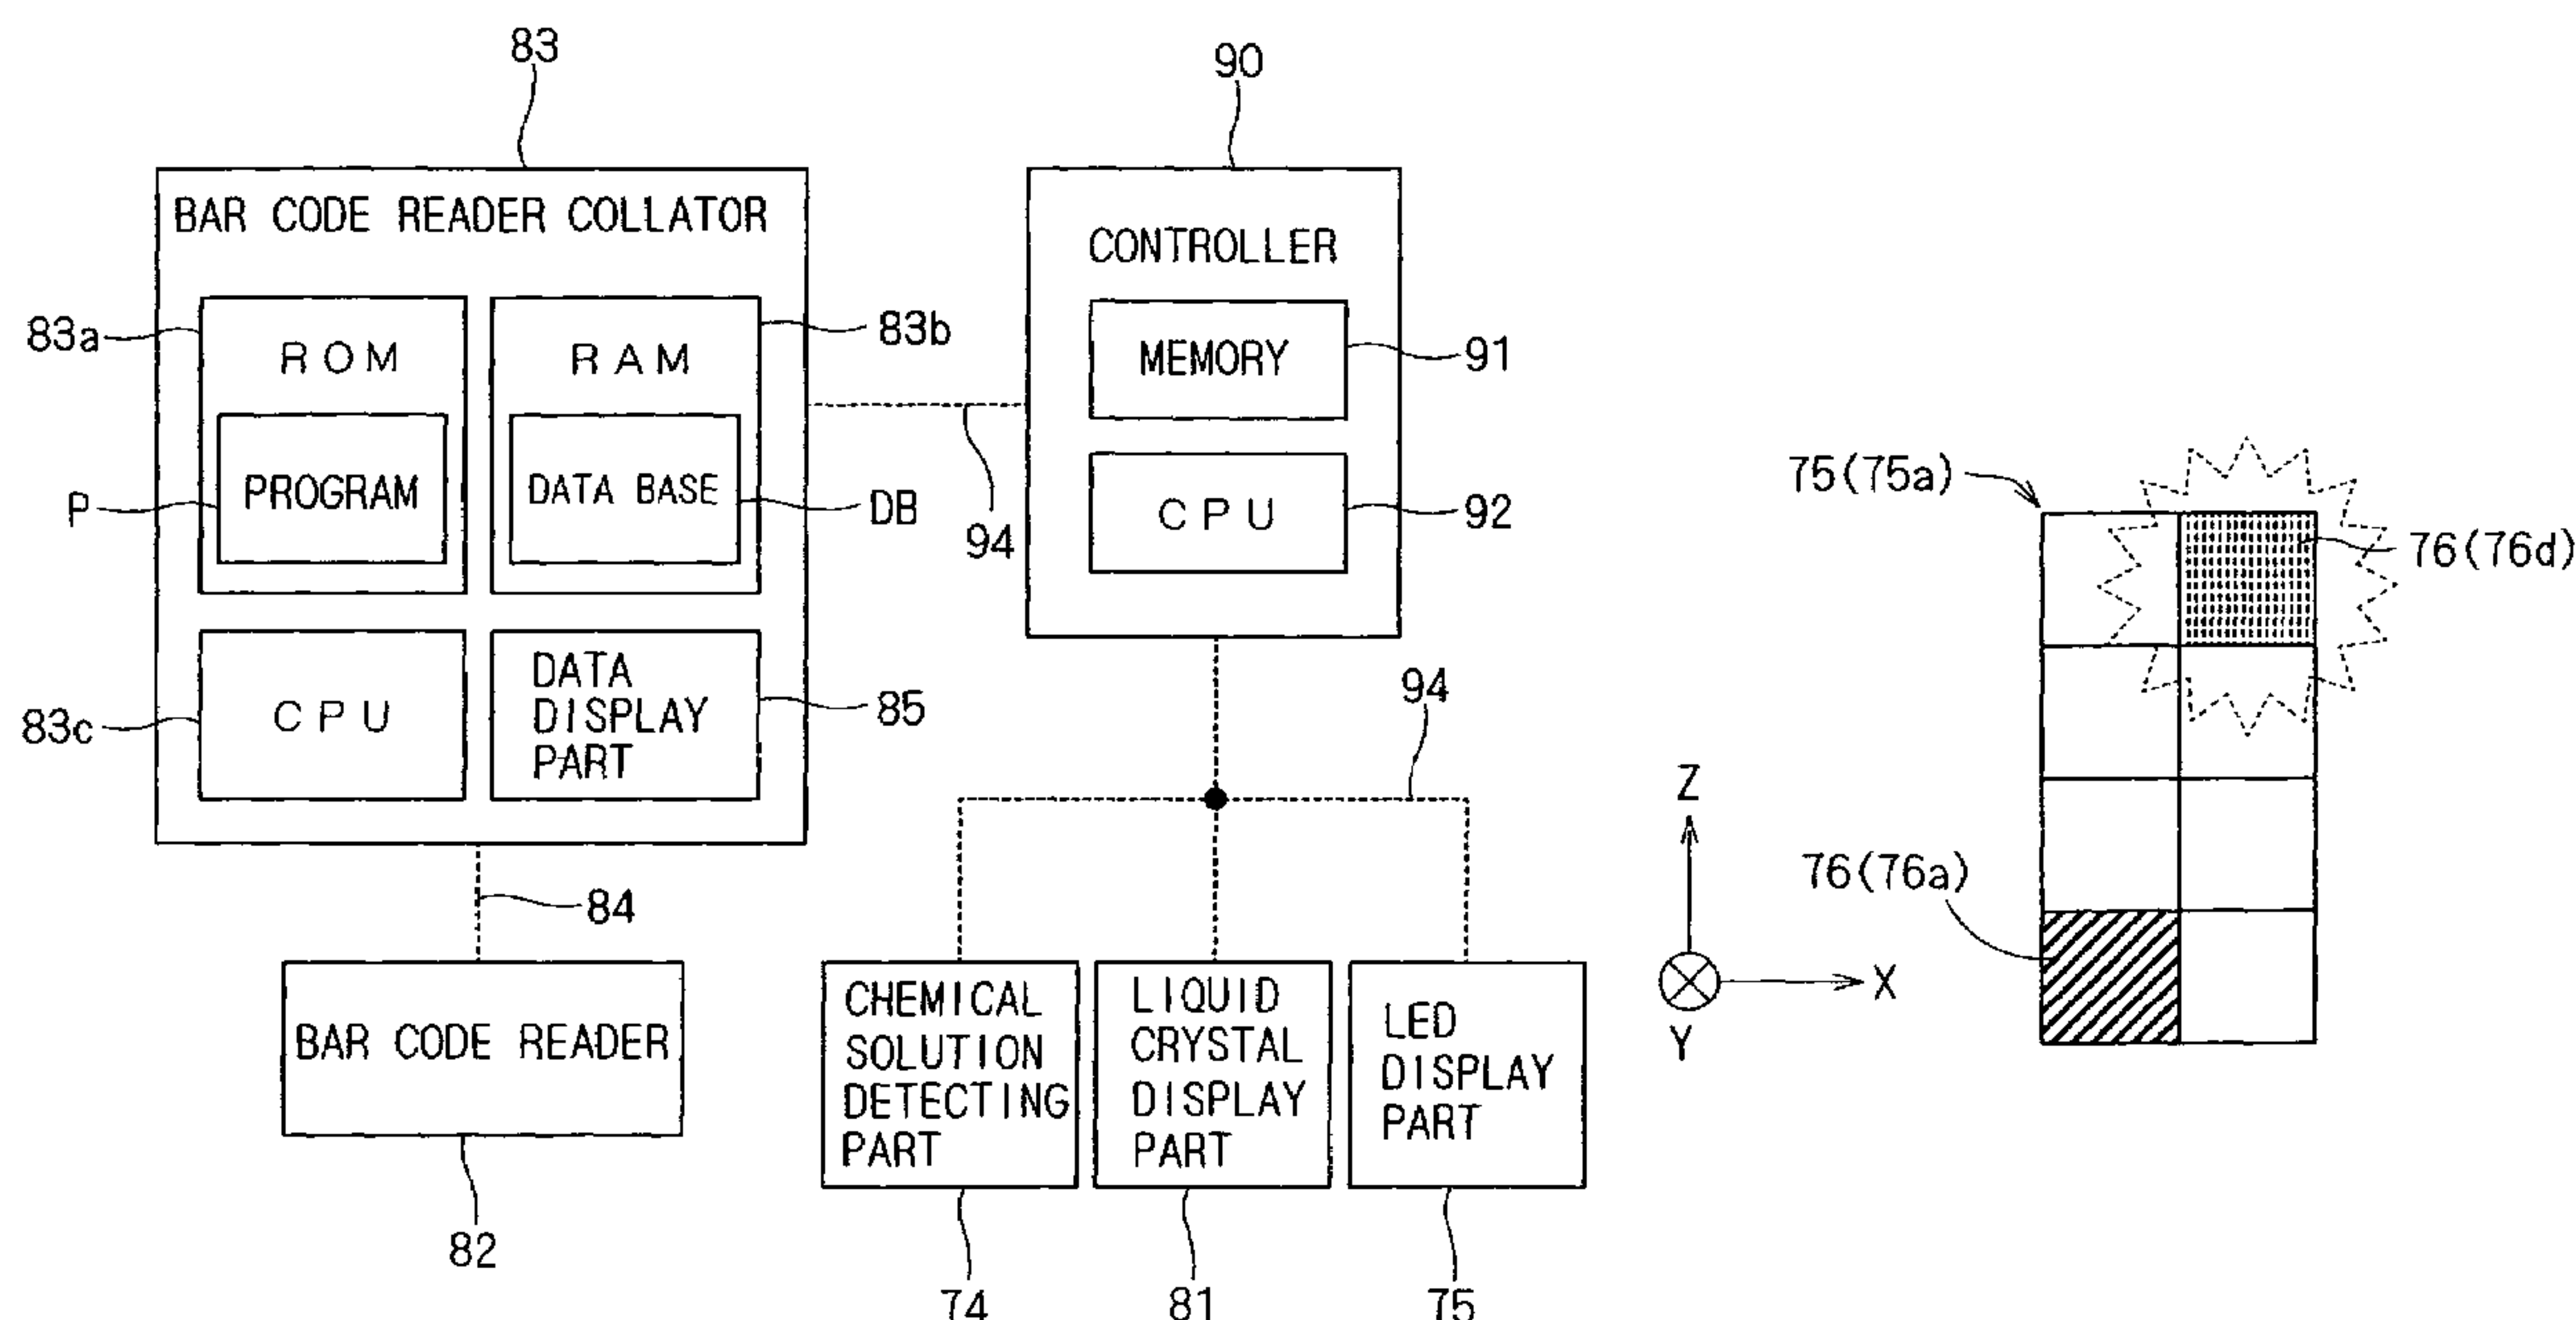 83
90
BAR CODE READER COLLATOR
CONTROLLER
83a
ROM
RAM
83b
MEMORY
91
P
PROGRAM
DATA BASE
DB
94
CPU
92
75(75a)
76(76d)
83c
CPU
DATA
DISPLAY
PART
85
94
84
BAR CODE READER
82
CHEMICAL
SOLUTION
DETECTING
PART
74
LIQUID
CRYSTAL
DISPLAY
PART
81
LED
DISPLAY
PART
75
Z
X
Y
76(76a)